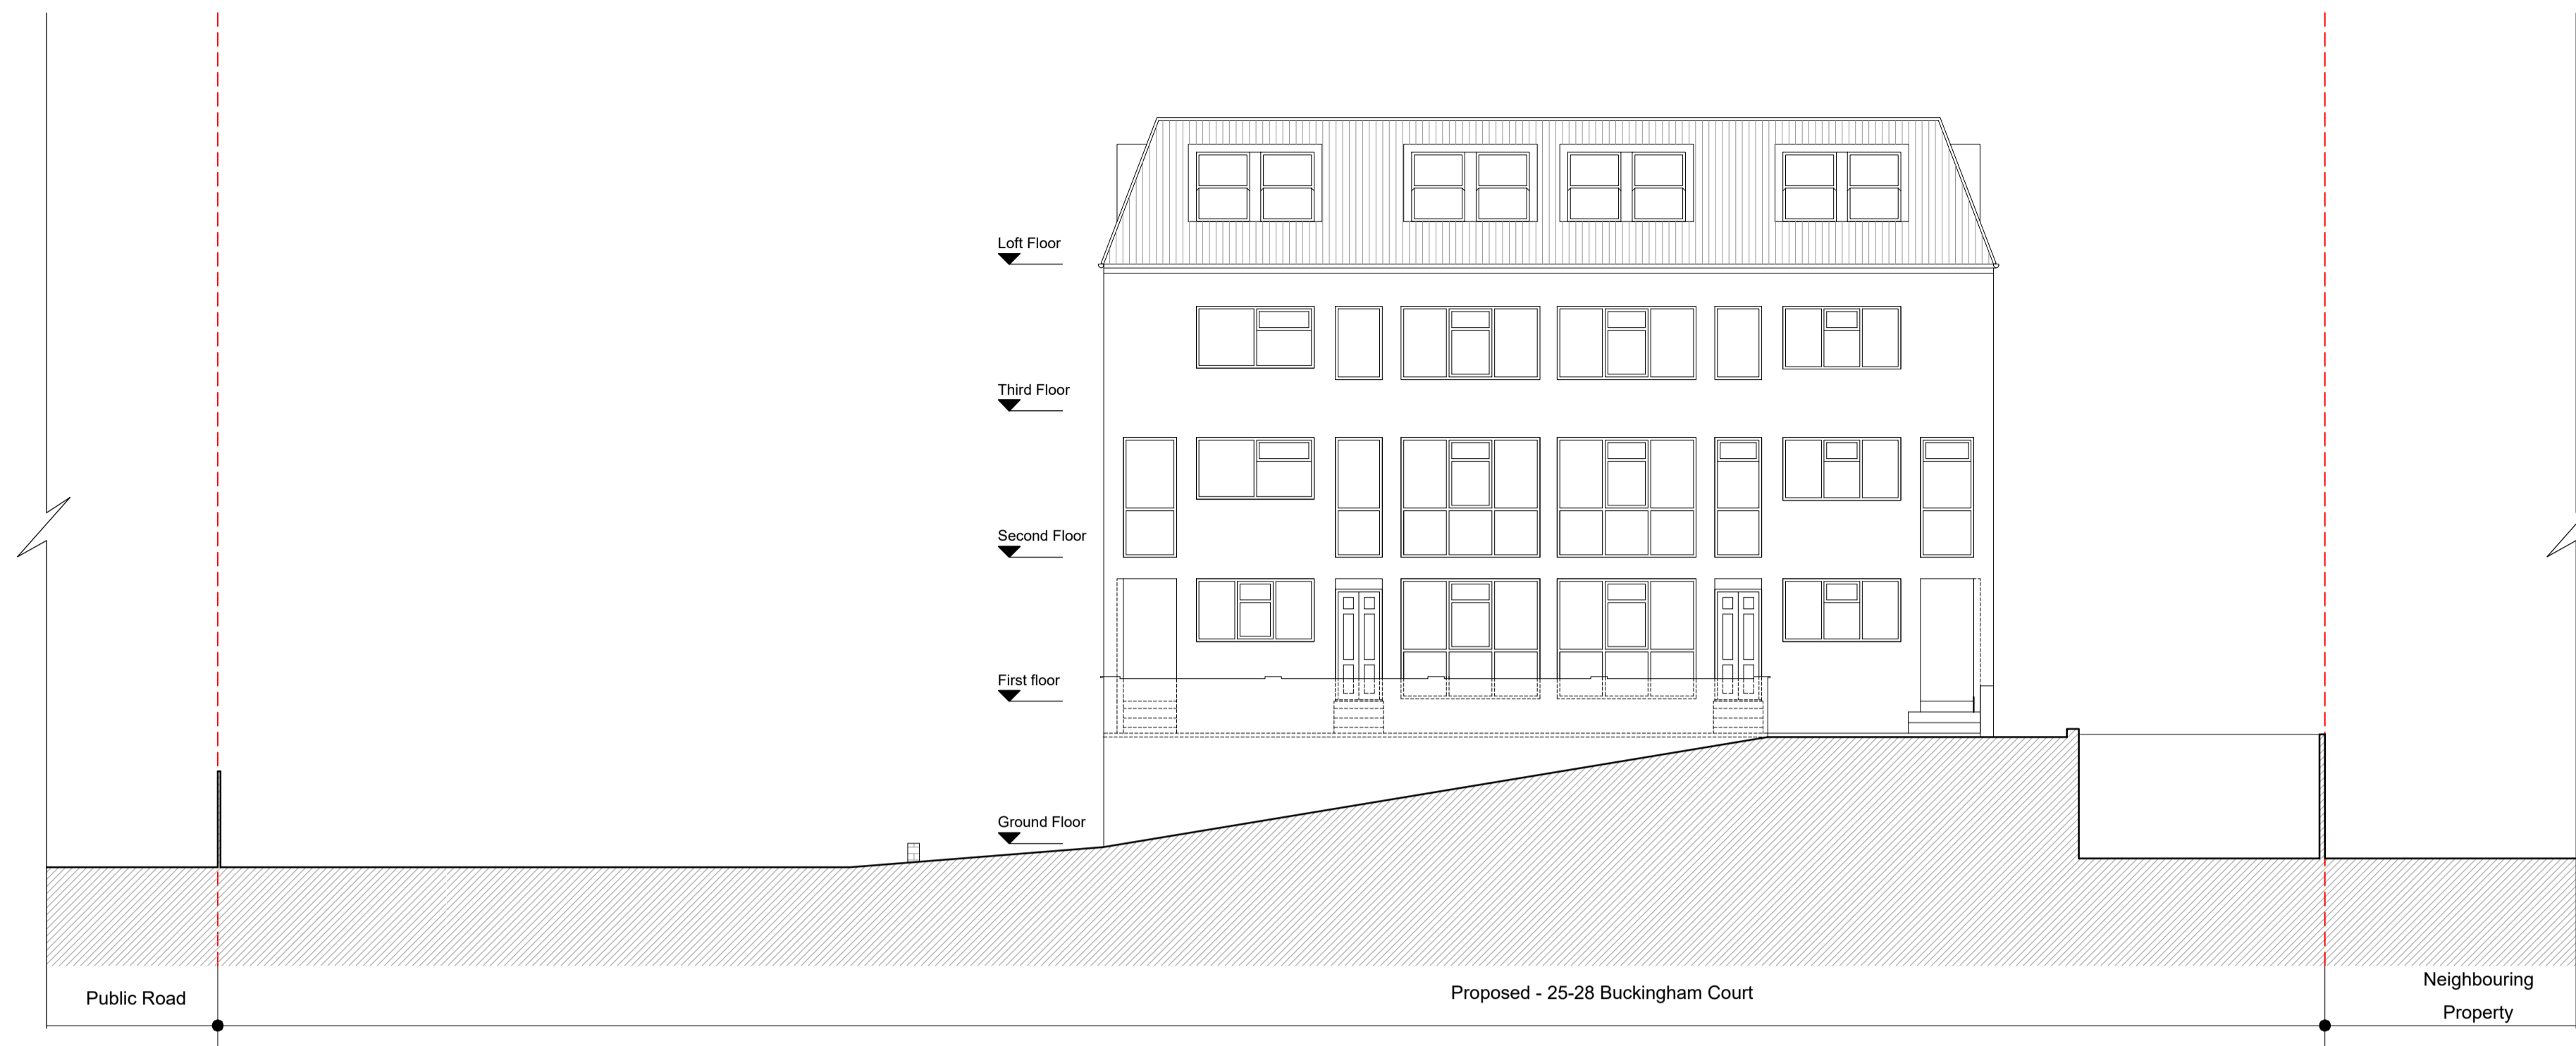 Loft Floor
Third Floor
Second Floor
First floor
Ground Floor
Public Road
Proposed - 25-28 Buckingham Court
Neighbouring
Property